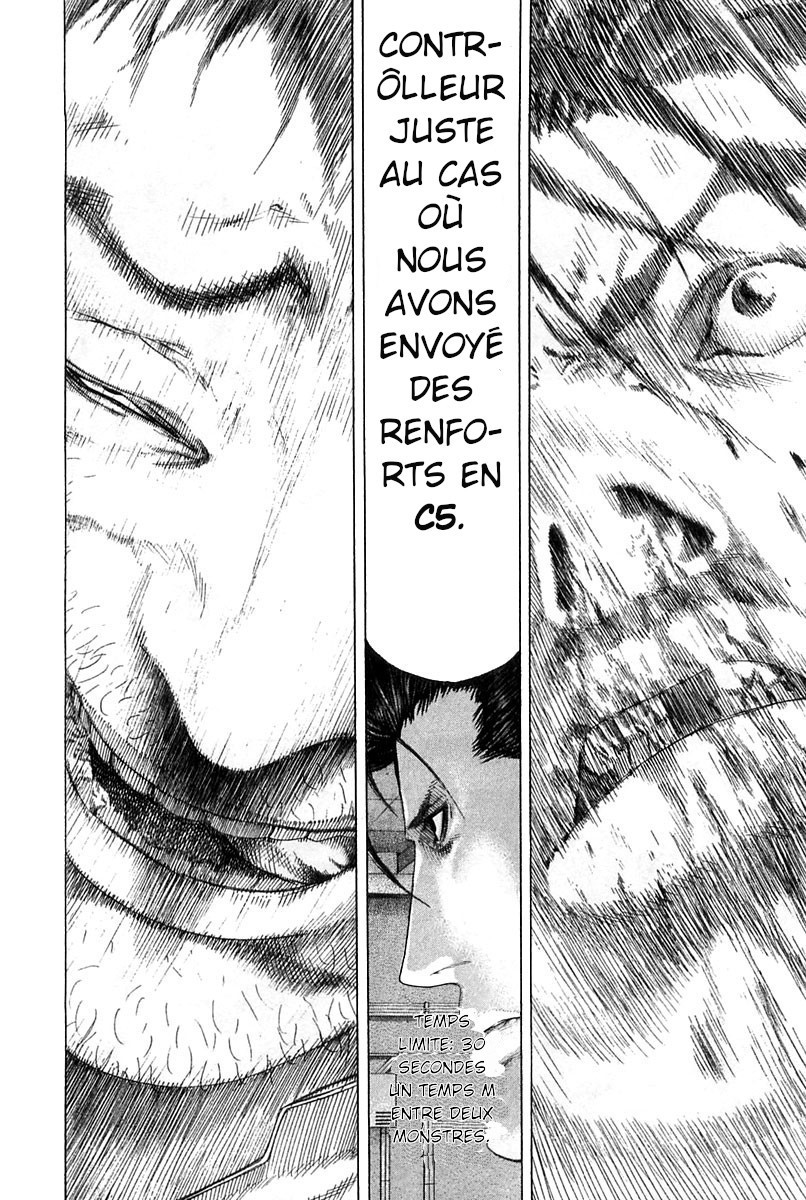 CONTR-
ÔLLEUR
JUSTE
AU CAS
OÙ
NOUS
AVONS
ENVOYÉ
DES
RENFO-
RTS EN
C5.
TEMPS
LIMITE: 30
SECONDES
UN TEMPS M
ENTRE DEUX
MONSTRES.